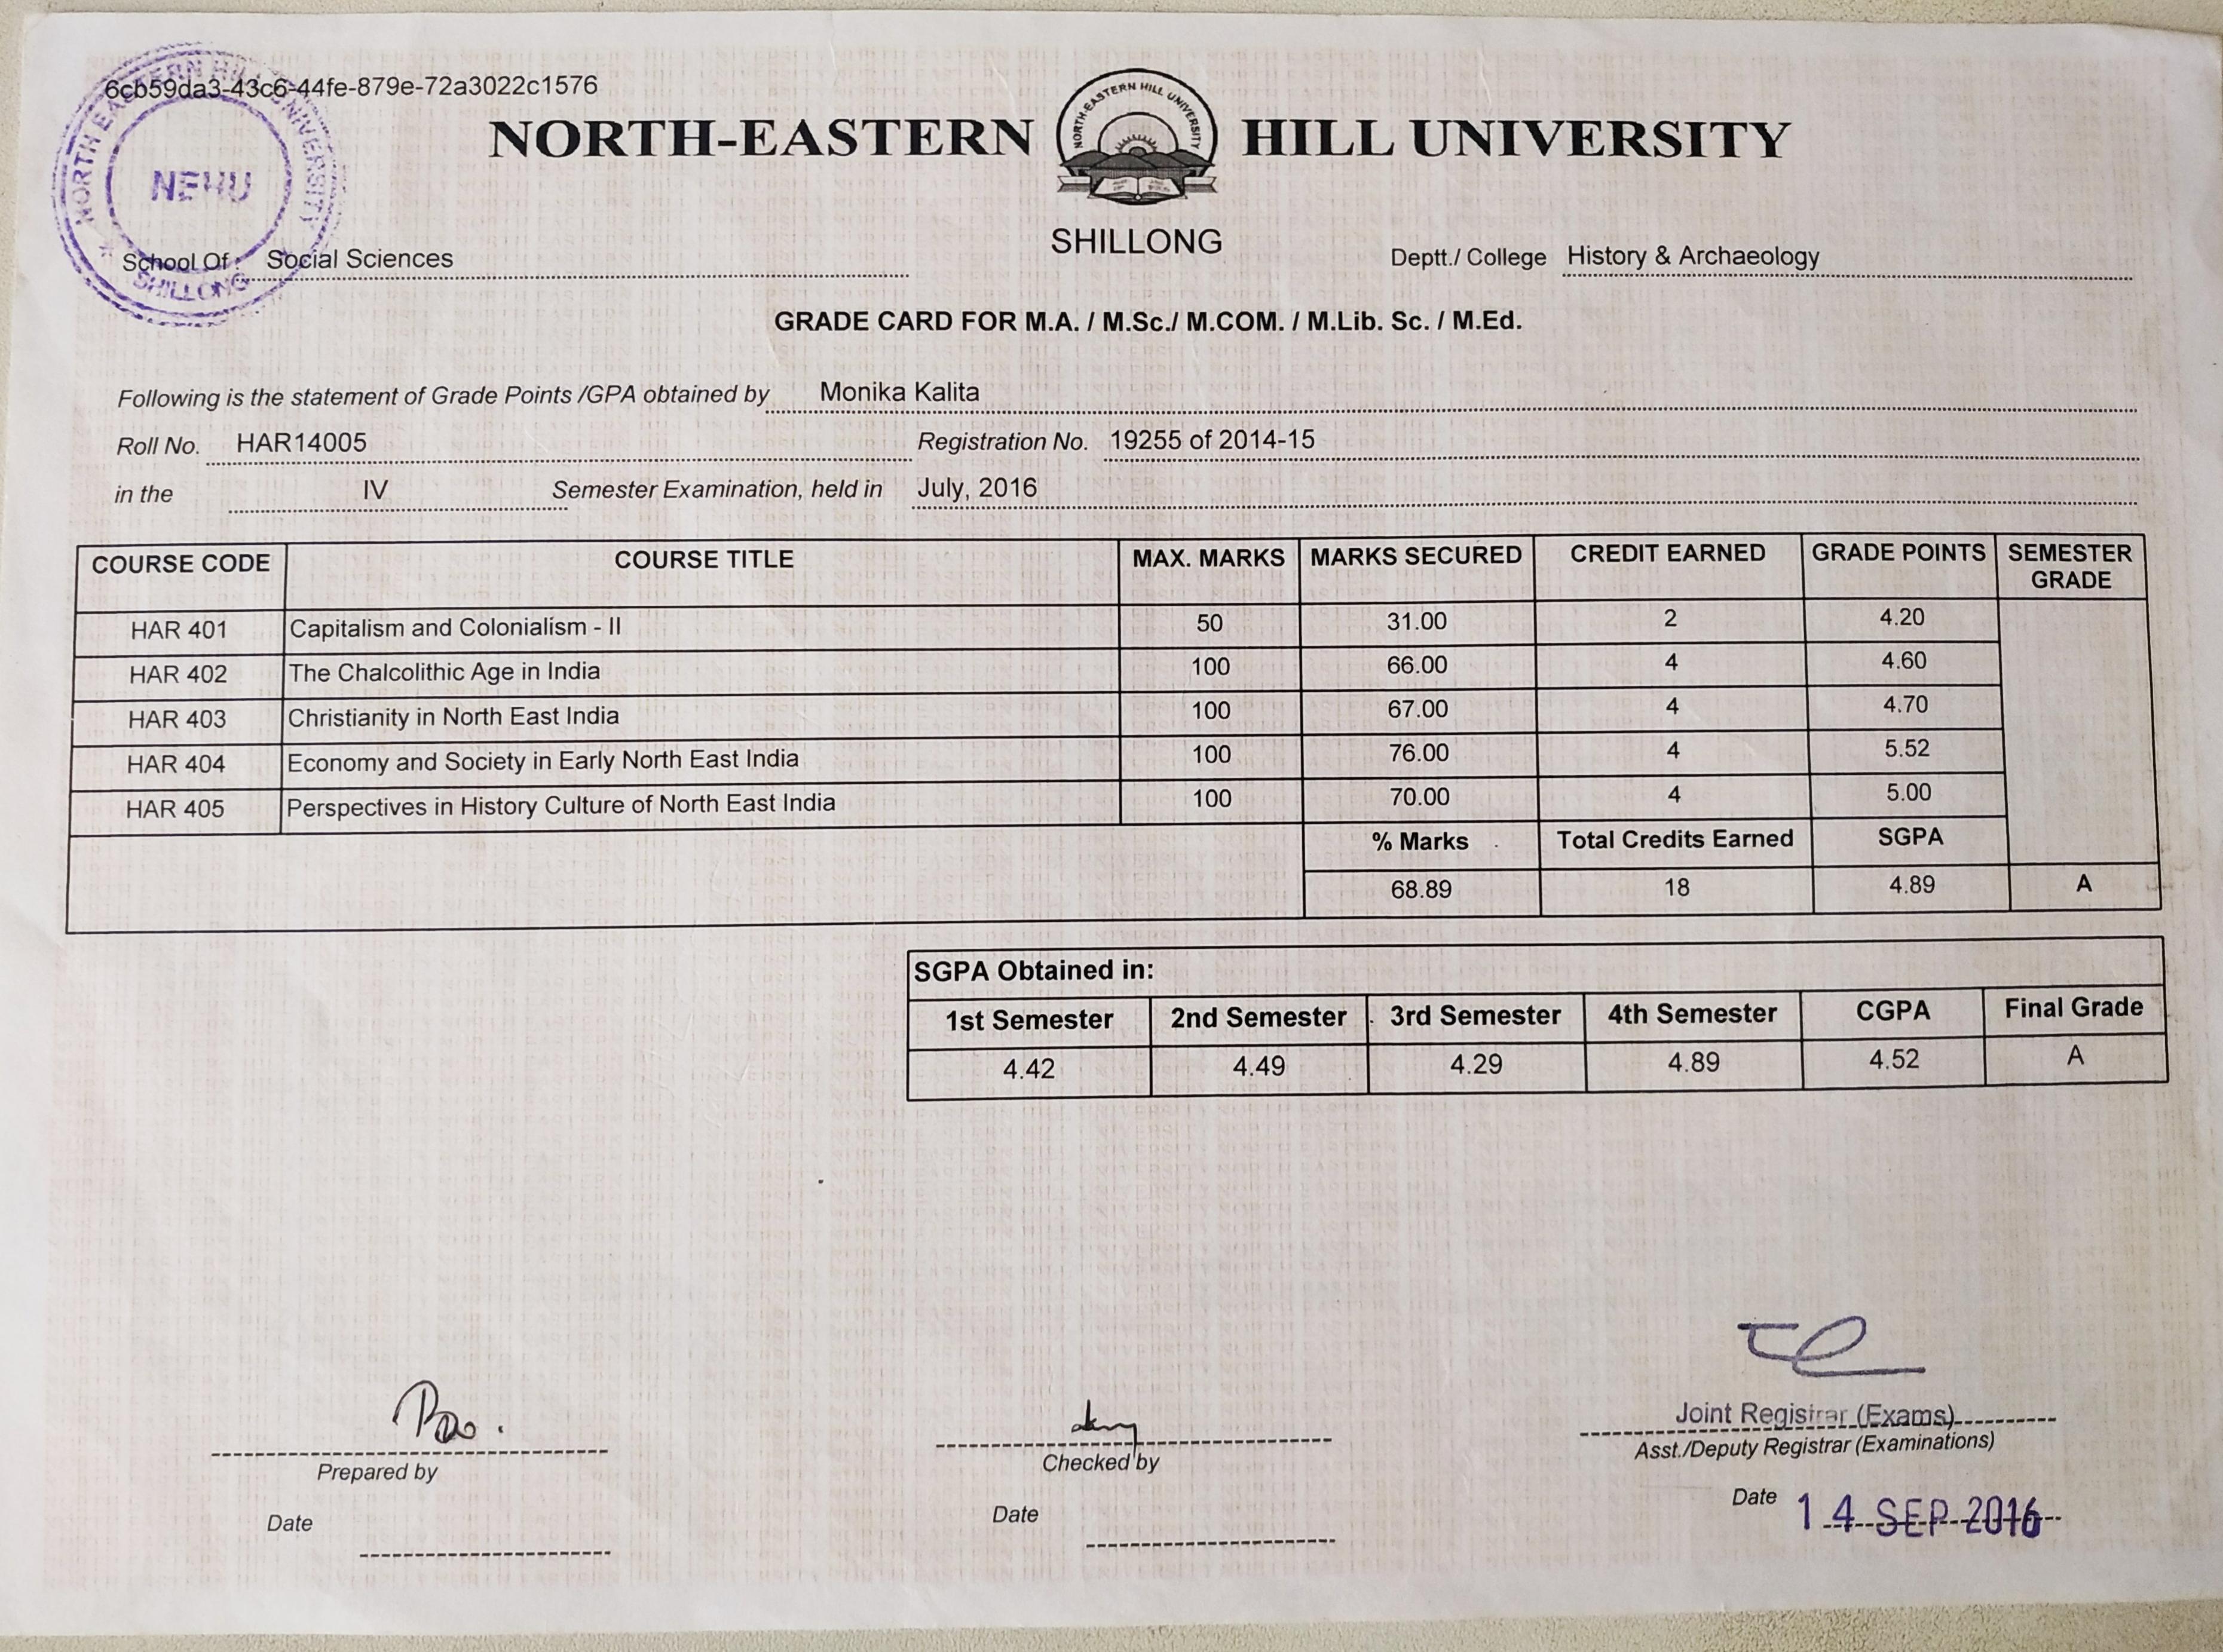 6cb59da3-43c6-44fe-879e-72a3022c1576
NORTH-EASTERN HILL UNIVERSITY
NORTH-EASTERN HILL UNIVERSITY
NORTH EASTERN HILL UNIVERSITY
NEHU
SHILLONG
SHILLONG
School Of : Social Sciences Deptt./ College History & Archaeology
GRADE CARD FOR M.A. / M.Sc./ M.COM. / M.Lib. Sc. / M.Ed.
Following is the statement of Grade Points /GPA obtained by Monika Kalita
Roll No. HAR14005 Registration No. 19255 of 2014-15
in the IV Semester Examination, held in July, 2016
COURSE CODE COURSE TITLE MAX. MARKS MARKS SECURED CREDIT EARNED GRADE POINTS SEMESTER GRADE
HAR 401 Capitalism and Colonialism - II 50 31.00 2 4.20
HAR 402 The Chalcolithic Age in India 100 66.00 4 4.60
HAR 403 Christianity in North East India 100 67.00 4 4.70
HAR 404 Economy and Society in Early North East India 100 76.00 4 5.52
HAR 405 Perspectives in History Culture of North East India 100 70.00 4 5.00
% Marks Total Credits Earned SGPA
68.89 18 4.89 A
SGPA Obtained in:
1st Semester 2nd Semester 3rd Semester 4th Semester CGPA Final Grade
4.42 4.49 4.29 4.89 4.52 A
Joint Registrar (Exams)
Prepared by Checked by Asst./Deputy Registrar (Examinations)
Date Date Date 14 SEP 2016